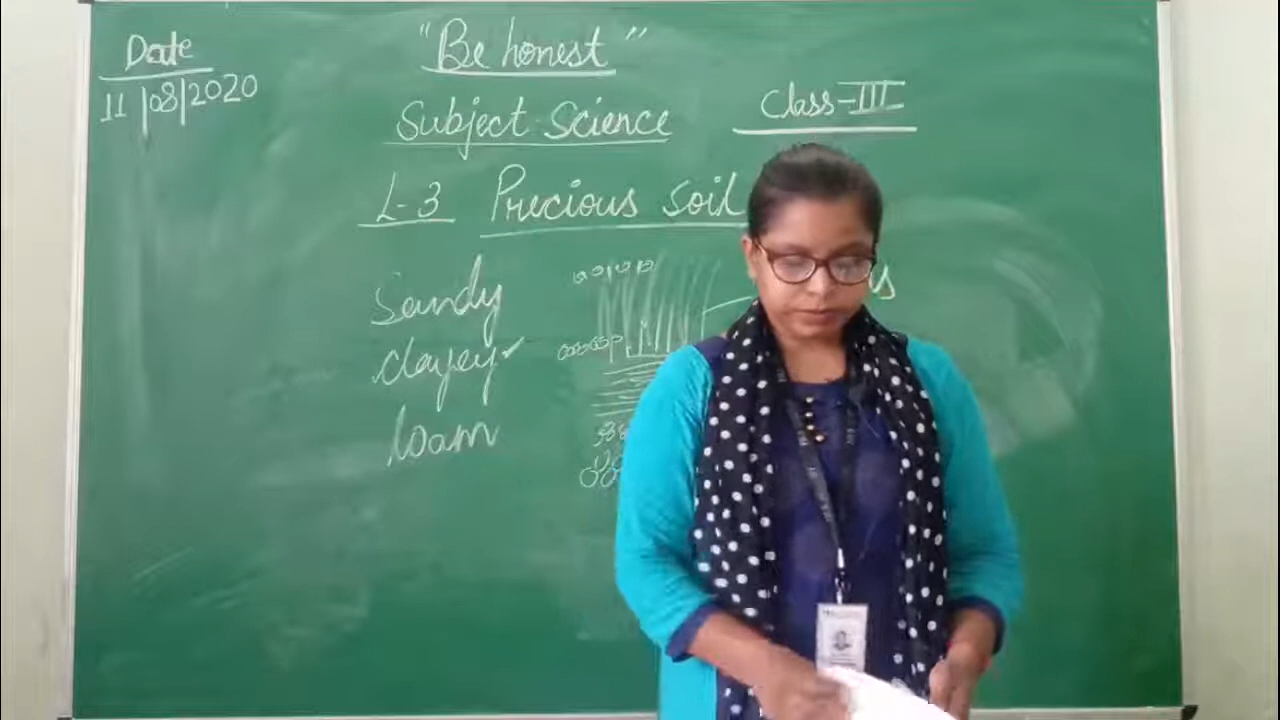 Date
11/08/2020
"Be honest"
Subject Science
Class-III
L-3 Precious Soil
Sandy
clayey✓
loam